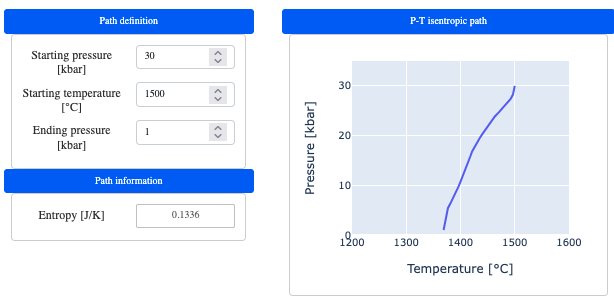 Path definition
Starting pressure
[kbar]
30
Starting temperature
[°C]
1500
Ending pressure
[kbar]
1
Path information
Entropy [J/K]
0.1336
P-T isentropic path
Pressure [kbar]
30
20
10
0
1200 1300 1400 1500 1600
Temperature [°C]